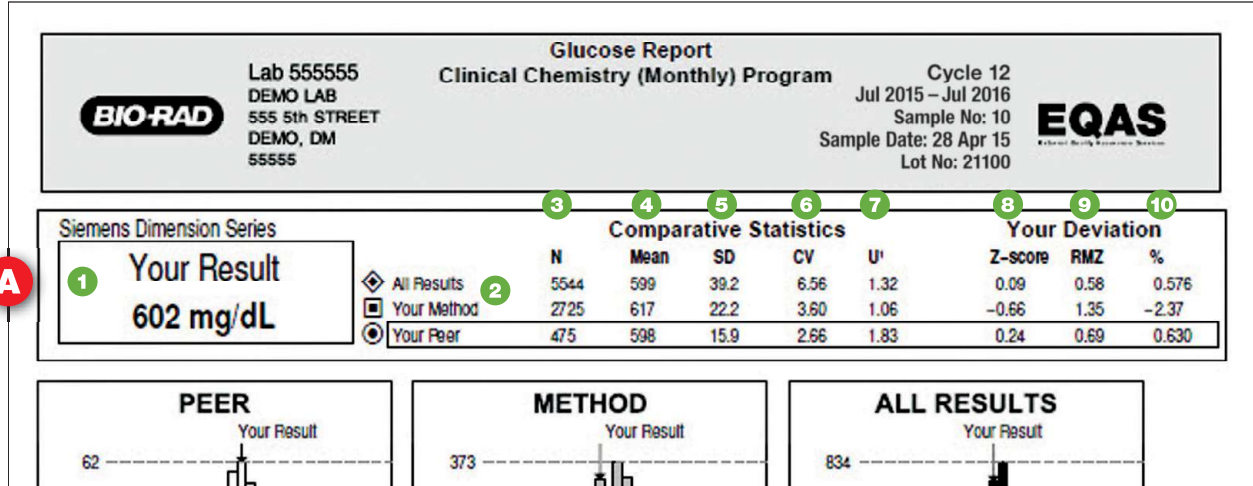 Glucose Report
Clinical Chemistry (Monthly) Program
BIO-RAD
Lab 555555
DEMO LAB
555 5th STREET
DEMO, DM
55555
Cycle 12
Jul 2015 – Jul 2016
Sample No: 10
Sample Date: 28 Apr 15
Lot No: 21100
EQAS
External Quality Assurance Services
3 4 5 6 7 8 9 10
Siemens Dimension Series
Comparative Statistics Your Deviation
A
1
Your Result
602 mg/dL
2
N Mean SD CV U¹ Z-score RMZ %
All Results 5544 599 39.2 6.56 1.32 0.09 0.58 0.576
Your Method 2725 617 22.2 3.60 1.06 -0.66 1.35 -2.37
Your Peer 475 598 15.9 2.66 1.83 0.24 0.69 0.630
PEER
Your Result
62
METHOD
Your Result
373
ALL RESULTS
Your Result
834